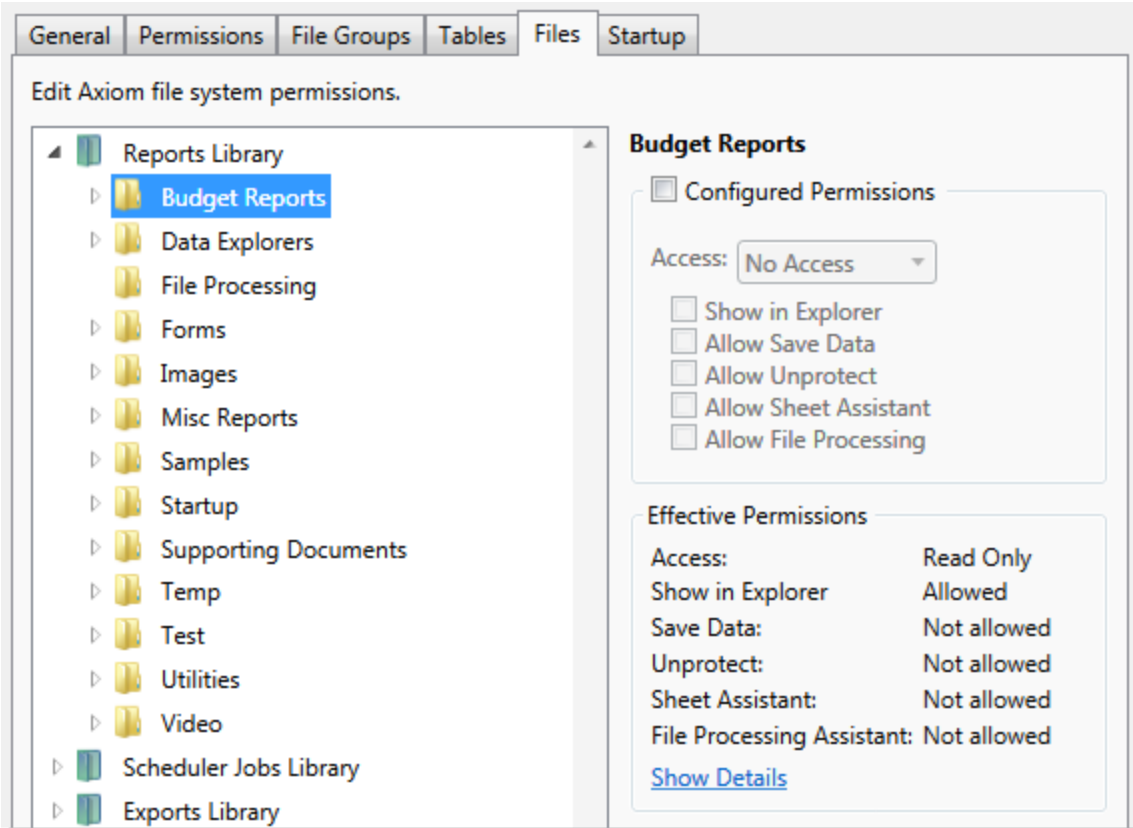 General Permissions File Groups Tables Files Startup
Edit Axiom file system permissions.
Reports Library
Budget Reports
Data Explorers
File Processing
Forms
Images
Misc Reports
Samples
Startup
Supporting Documents
Temp
Test
Utilities
Video
Scheduler Jobs Library
Exports Library
Budget Reports
Configured Permissions
Access: No Access
Show in Explorer
Allow Save Data
Allow Unprotect
Allow Sheet Assistant
Allow File Processing
Effective Permissions
Access: Read Only
Show in Explorer Allowed
Save Data: Not allowed
Unprotect: Not allowed
Sheet Assistant: Not allowed
File Processing Assistant: Not allowed
Show Details